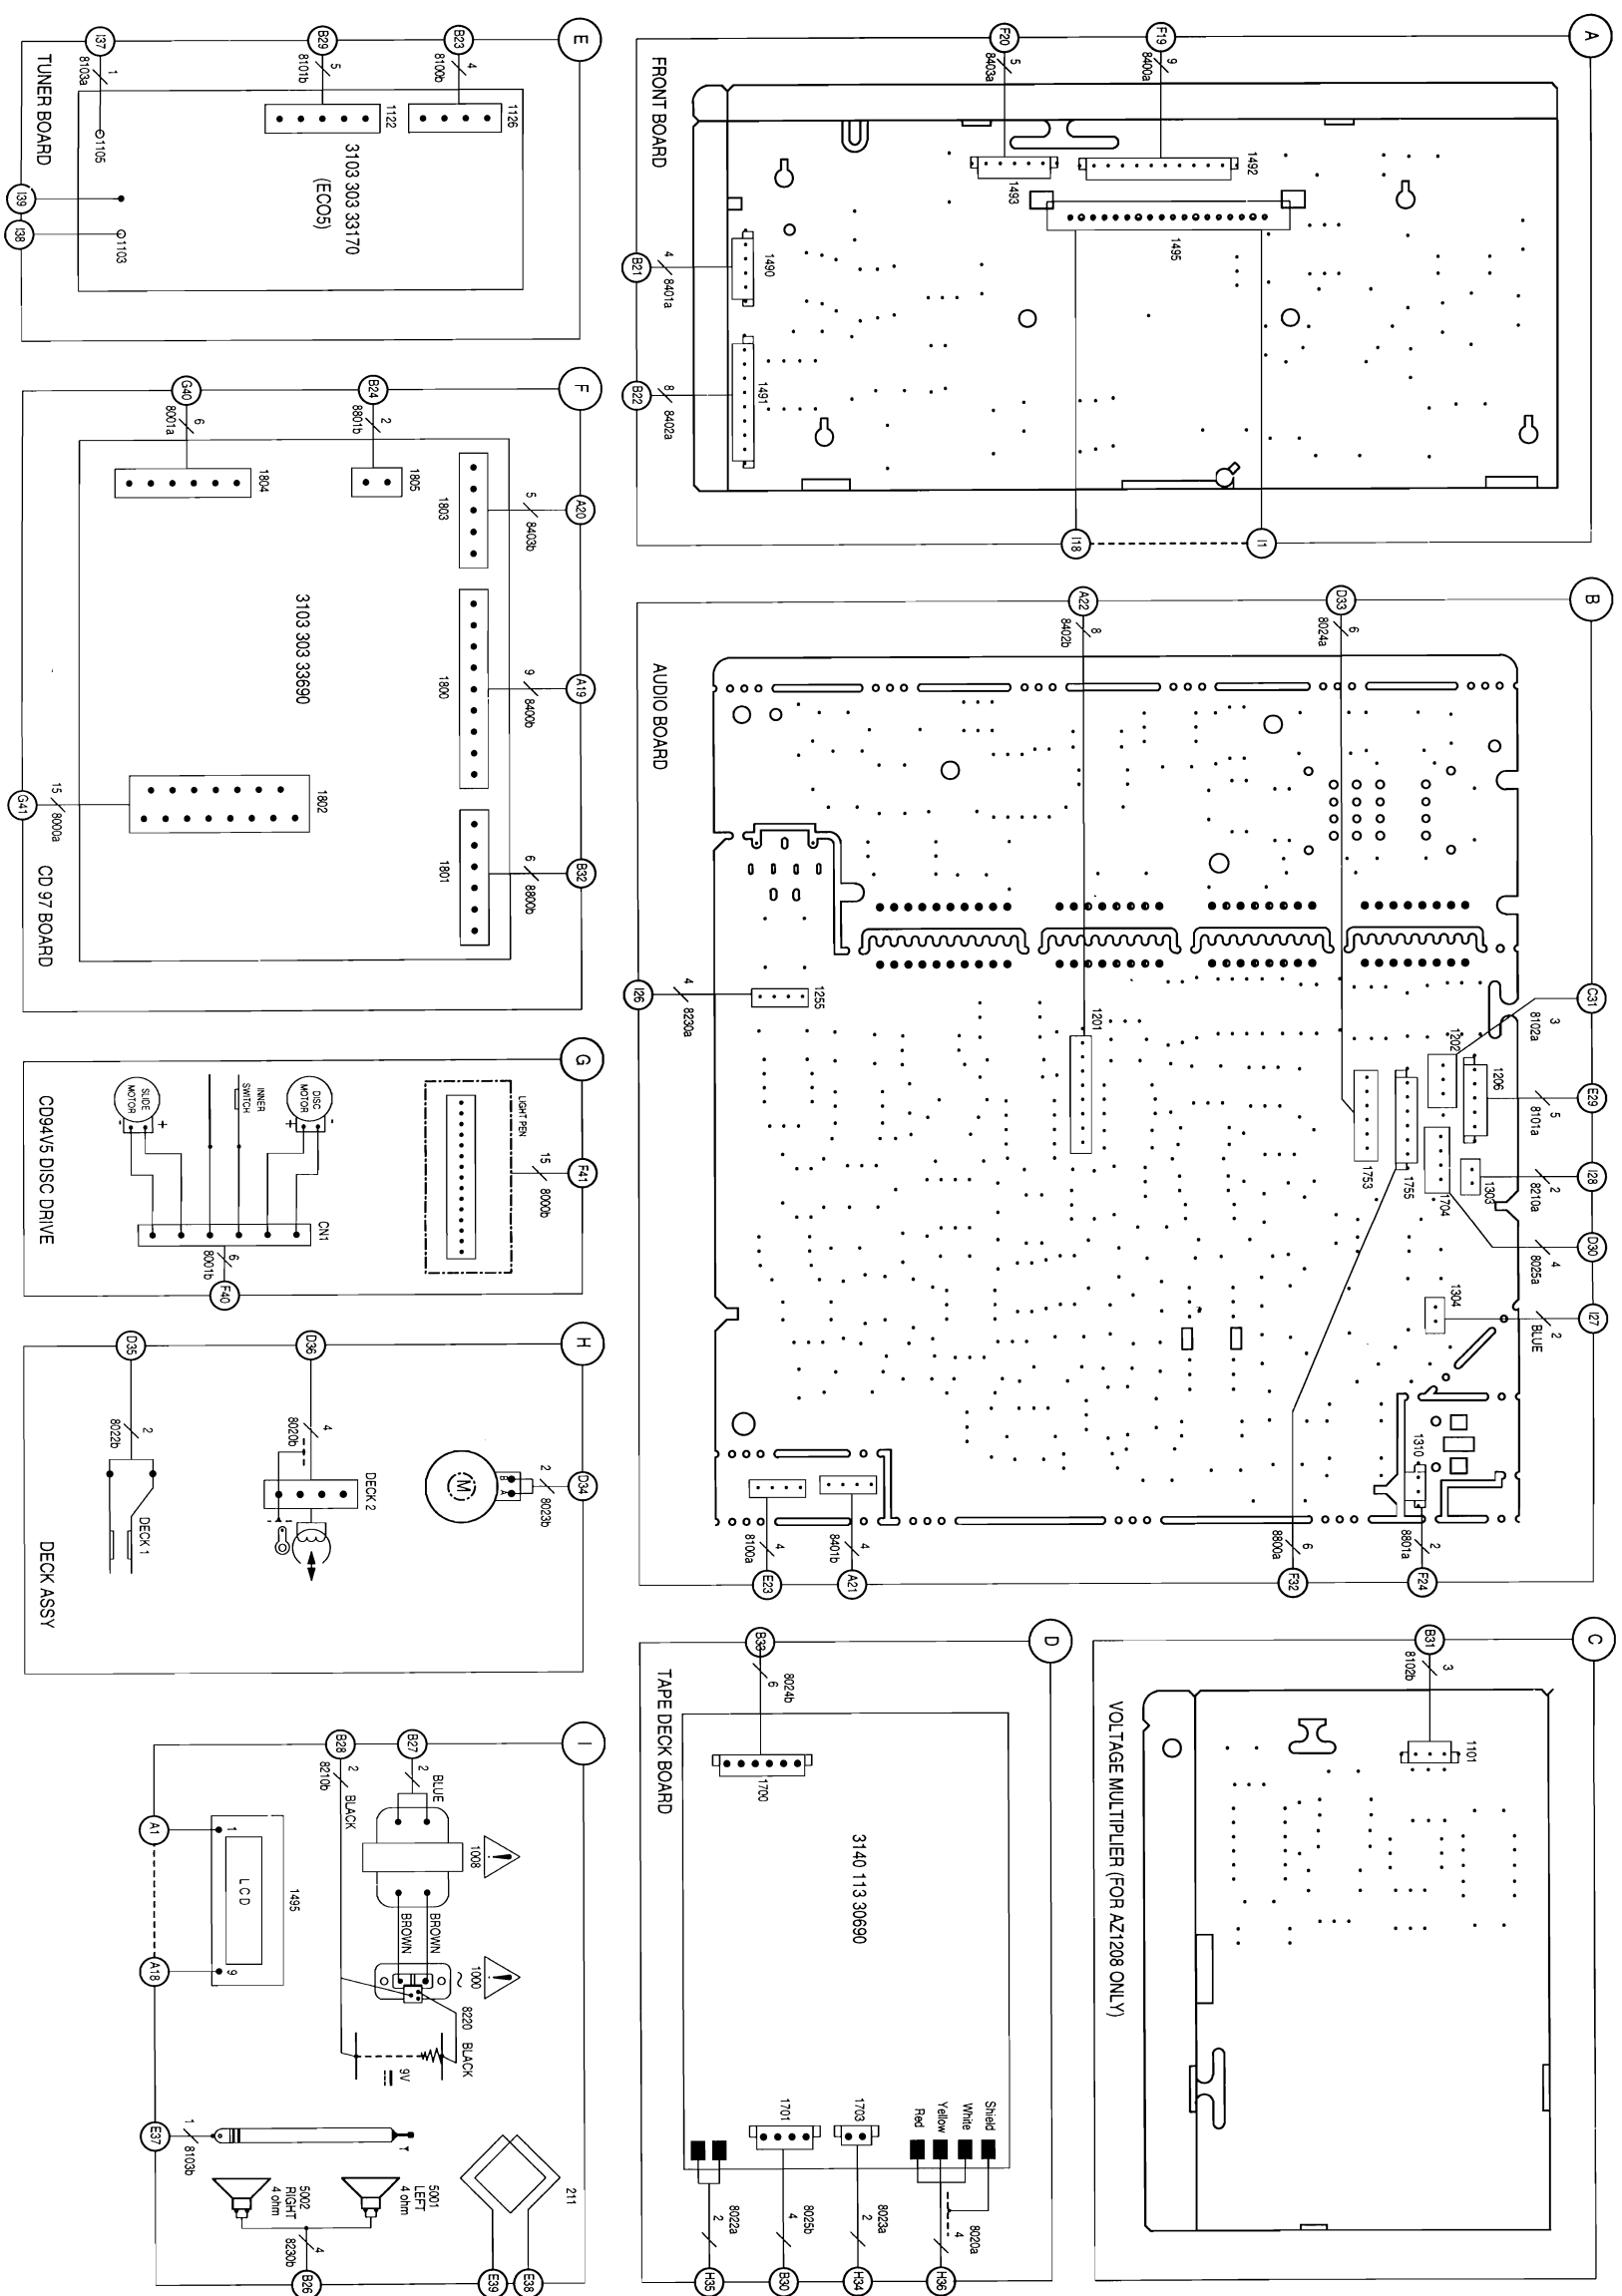 A
FRONT BOARD
F20
5
8403a
F19
9
8400a
1493
1492
1495
1490
1491
B21
4
8401a
B22
8
8402a
I18
I1
B
AUDIO BOARD
A22
8
8402b
D33
6
8024a
I26
4
8230a
1255
1201
1202
1206
1753
1755
1704
1303
1304
1310
C31
3
8102a
E29
5
8101a
I28
2
8210a
D30
4
8025a
I27
2
BLUE
E23
4
8100a
A21
4
8401b
F32
6
8800a
F24
2
8801a
C
VOLTAGE MULTIPLIER (FOR AZ1208 ONLY)
B31
3
8102b
1101
D
TAPE DECK BOARD
B33
6
8024b
1700
3140 113 30690
1701
1703
Red
Yellow
White
Shield
8022a
2
H35
8025b
4
B30
8023a
2
H34
8020a
4
H36
E
TUNER BOARD
I37
1
8103a
B29
5
8101b
B23
4
8100b
1105
1122
1126
3103 303 33170
(ECO5)
1103
I39
I38
F
CD 97 BOARD
G40
6
8001a
B24
2
8801b
1804
1805
1803
5
8403b
A20
3103 303 33690
1800
9
8400b
A19
1802
1801
6
8800b
B32
G41
15
8000a
G
CD94V5 DISC DRIVE
SLIDE
MOTOR
+
-
INNER
SWITCH
DISC
MOTOR
+
-
CN1
6
8001b
F40
LIGHT PEN
15
8000b
F41
H
DECK ASSY
D35
2
8022b
DECK 1
D36
4
8020b
DECK 2
M
B
A
2
8023b
D34
I
B28
2
8210b
BLACK
B27
2
BLUE
1008
BROWN
BROWN
1000
~
8220
BLACK
9V
A1
A18
1
9
LCD
1495
E37
1
8103b
5002
RIGHT
4 ohm
5001
LEFT
4 ohm
4
8230b
B26
211
E39
E38